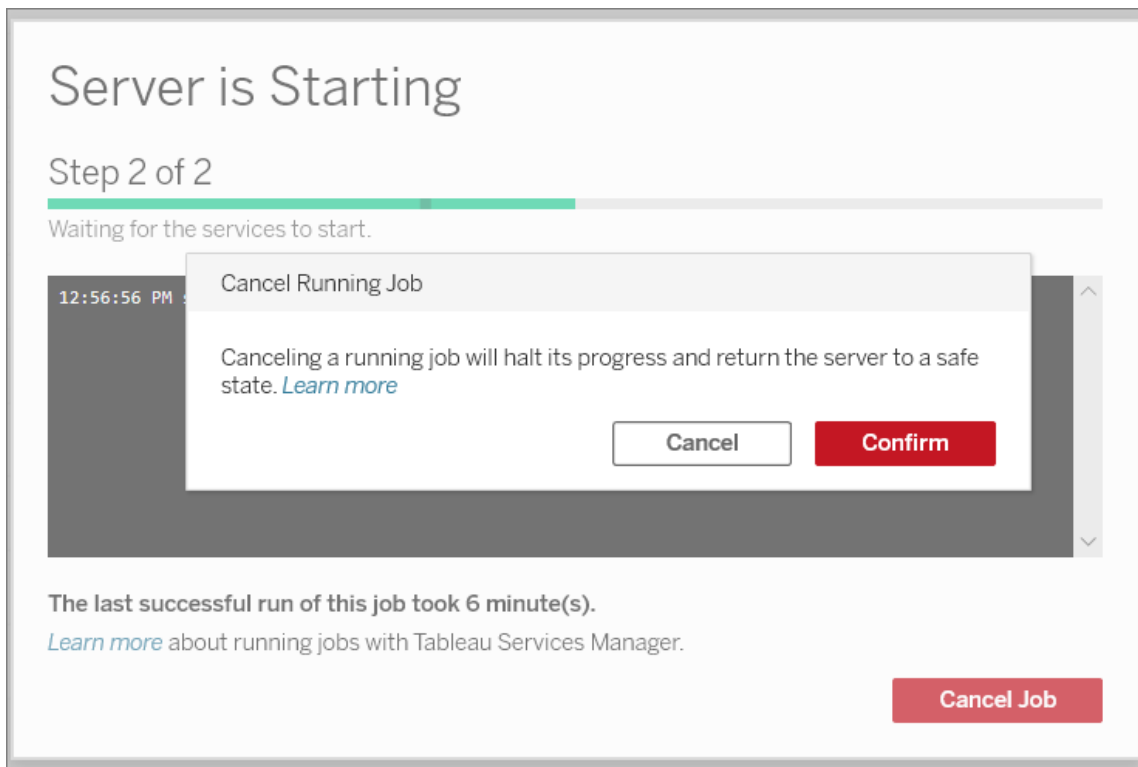 Server is Starting
Step 2 of 2
Waiting for the services to start.
12:56:56 PM
Cancel Running Job
Canceling a running job will halt its progress and return the server to a safe
state. Learn more
Cancel Confirm
The last successful run of this job took 6 minute(s).
Learn more about running jobs with Tableau Services Manager.
Cancel Job